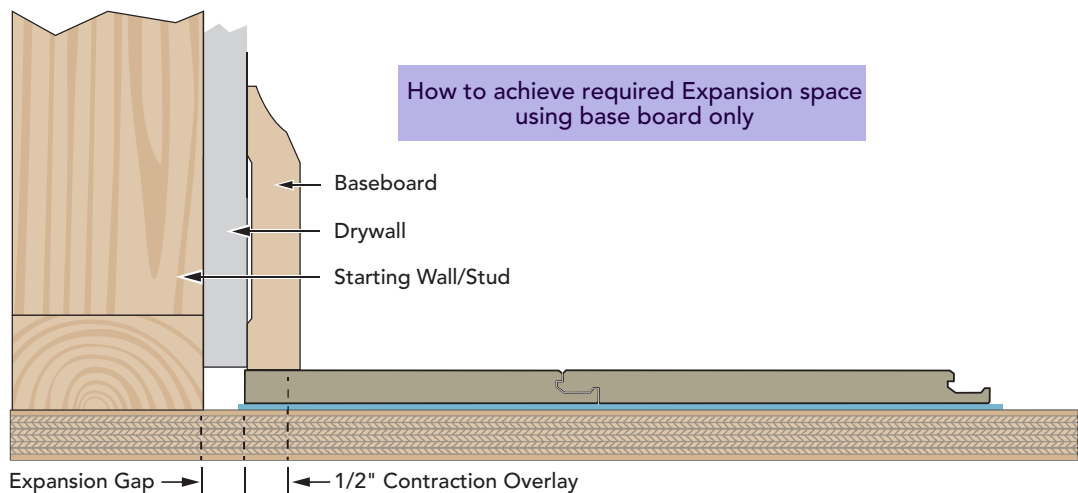 How to achieve required Expansion space
using base board only
Baseboard
Drywall
Starting Wall/Stud
Expansion Gap
1/2" Contraction Overlay